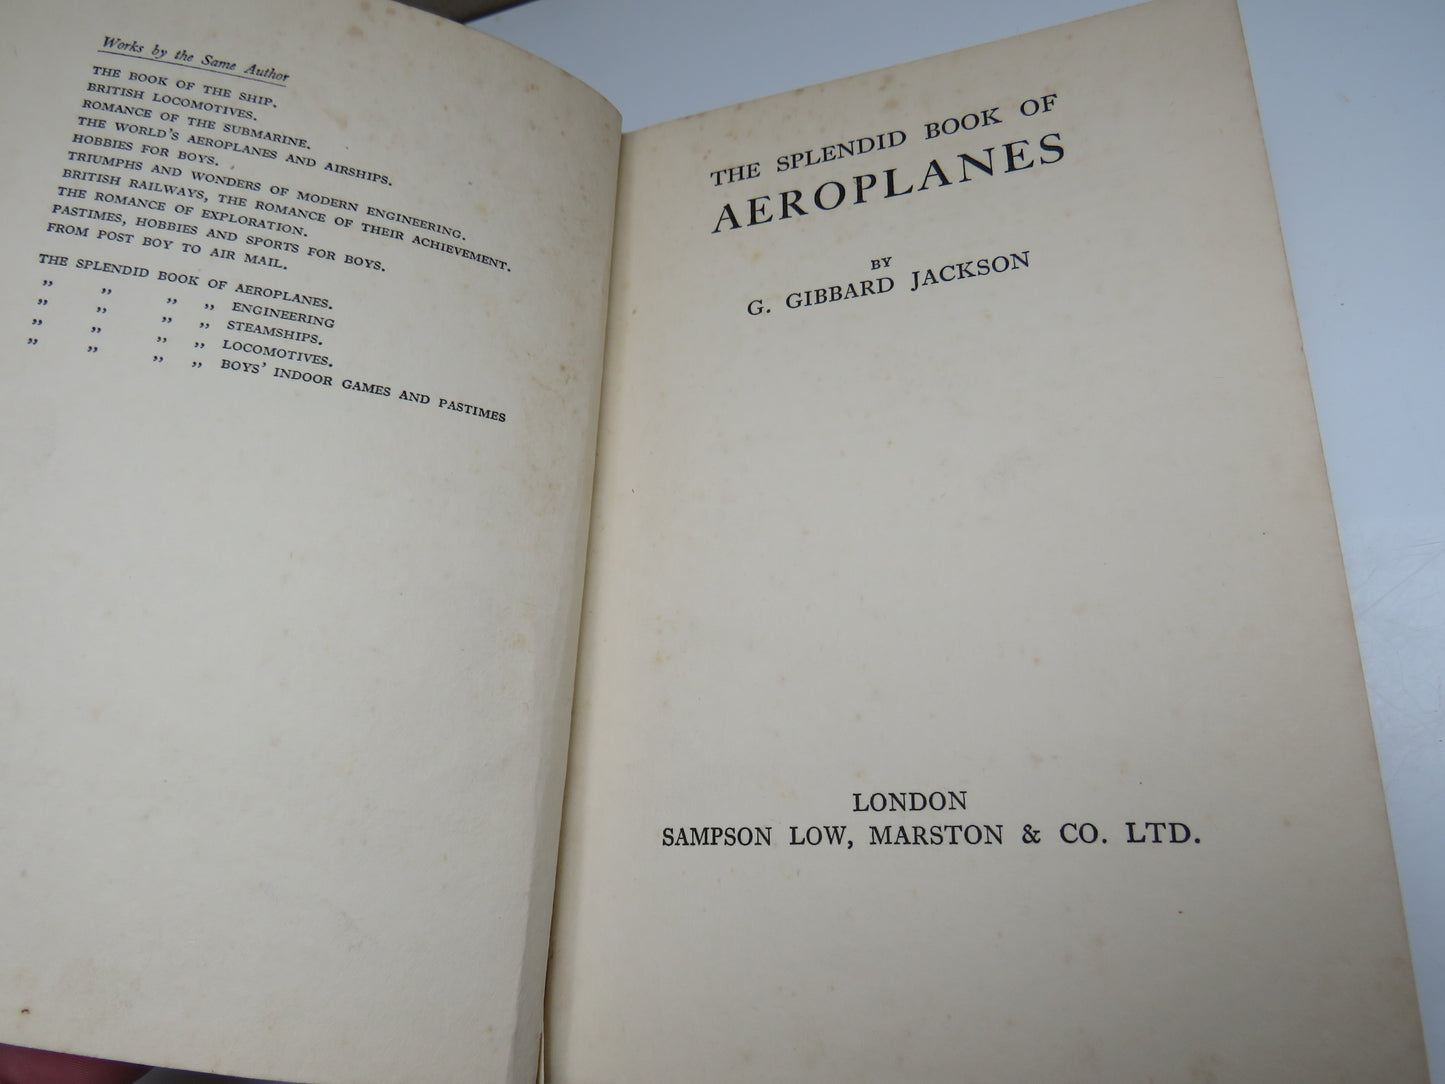 Works by the Same Author
THE BOOK OF THE SHIP.
BRITISH LOCOMOTIVES.
ROMANCE OF THE SUBMARINE.
THE WORLD'S AEROPLANES AND AIRSHIPS.
HOBBIES FOR BOYS.
TRIUMPHS AND WONDERS OF MODERN ENGINEERING.
BRITISH RAILWAYS, THE ROMANCE OF THEIR ACHIEVEMENT.
THE ROMANCE OF EXPLORATION.
PASTIMES, HOBBIES AND SPORTS FOR BOYS.
FROM POST BOY TO AIR MAIL.
THE SPLENDID BOOK OF AEROPLANES.
„ „ „ „ ENGINEERING
„ „ „ „ STEAMSHIPS.
„ „ „ „ LOCOMOTIVES.
„ „ „ „ BOYS' INDOOR GAMES AND PASTIMES
THE SPLENDID BOOK OF
AEROPLANES
BY
G. GIBBARD JACKSON
LONDON
SAMPSON LOW, MARSTON & CO. LTD.